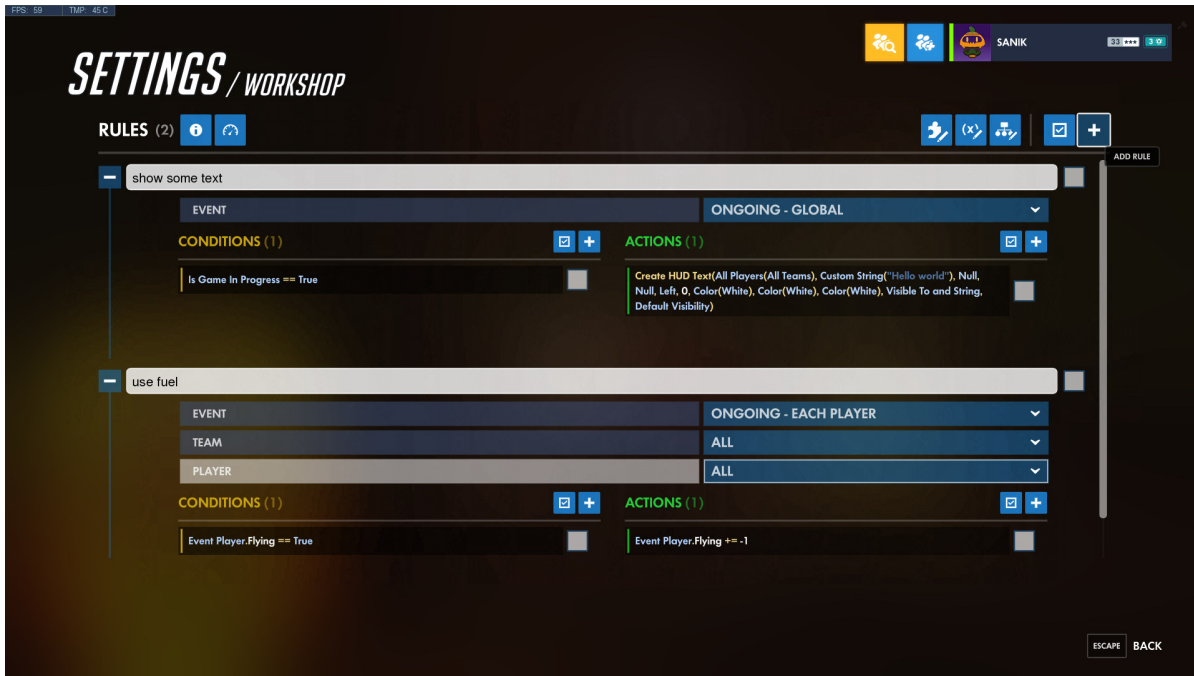 FPS: 59 TMP: 45 C
SANIK
33 ★★★ 3
SETTINGS / WORKSHOP
RULES (2)
(x)
ADD RULE
show some text
EVENT ONGOING - GLOBAL
CONDITIONS (1) ACTIONS (1)
Is Game In Progress == True
Create HUD Text(All Players(All Teams), Custom String("Hello world"), Null,
Null, Left, 0, Color(White), Color(White), Color(White), Visible To and String,
Default Visibility)
use fuel
EVENT ONGOING - EACH PLAYER
TEAM ALL
PLAYER ALL
CONDITIONS (1) ACTIONS (1)
Event Player.Flying == True
Event Player.Flying += -1
ESCAPE BACK